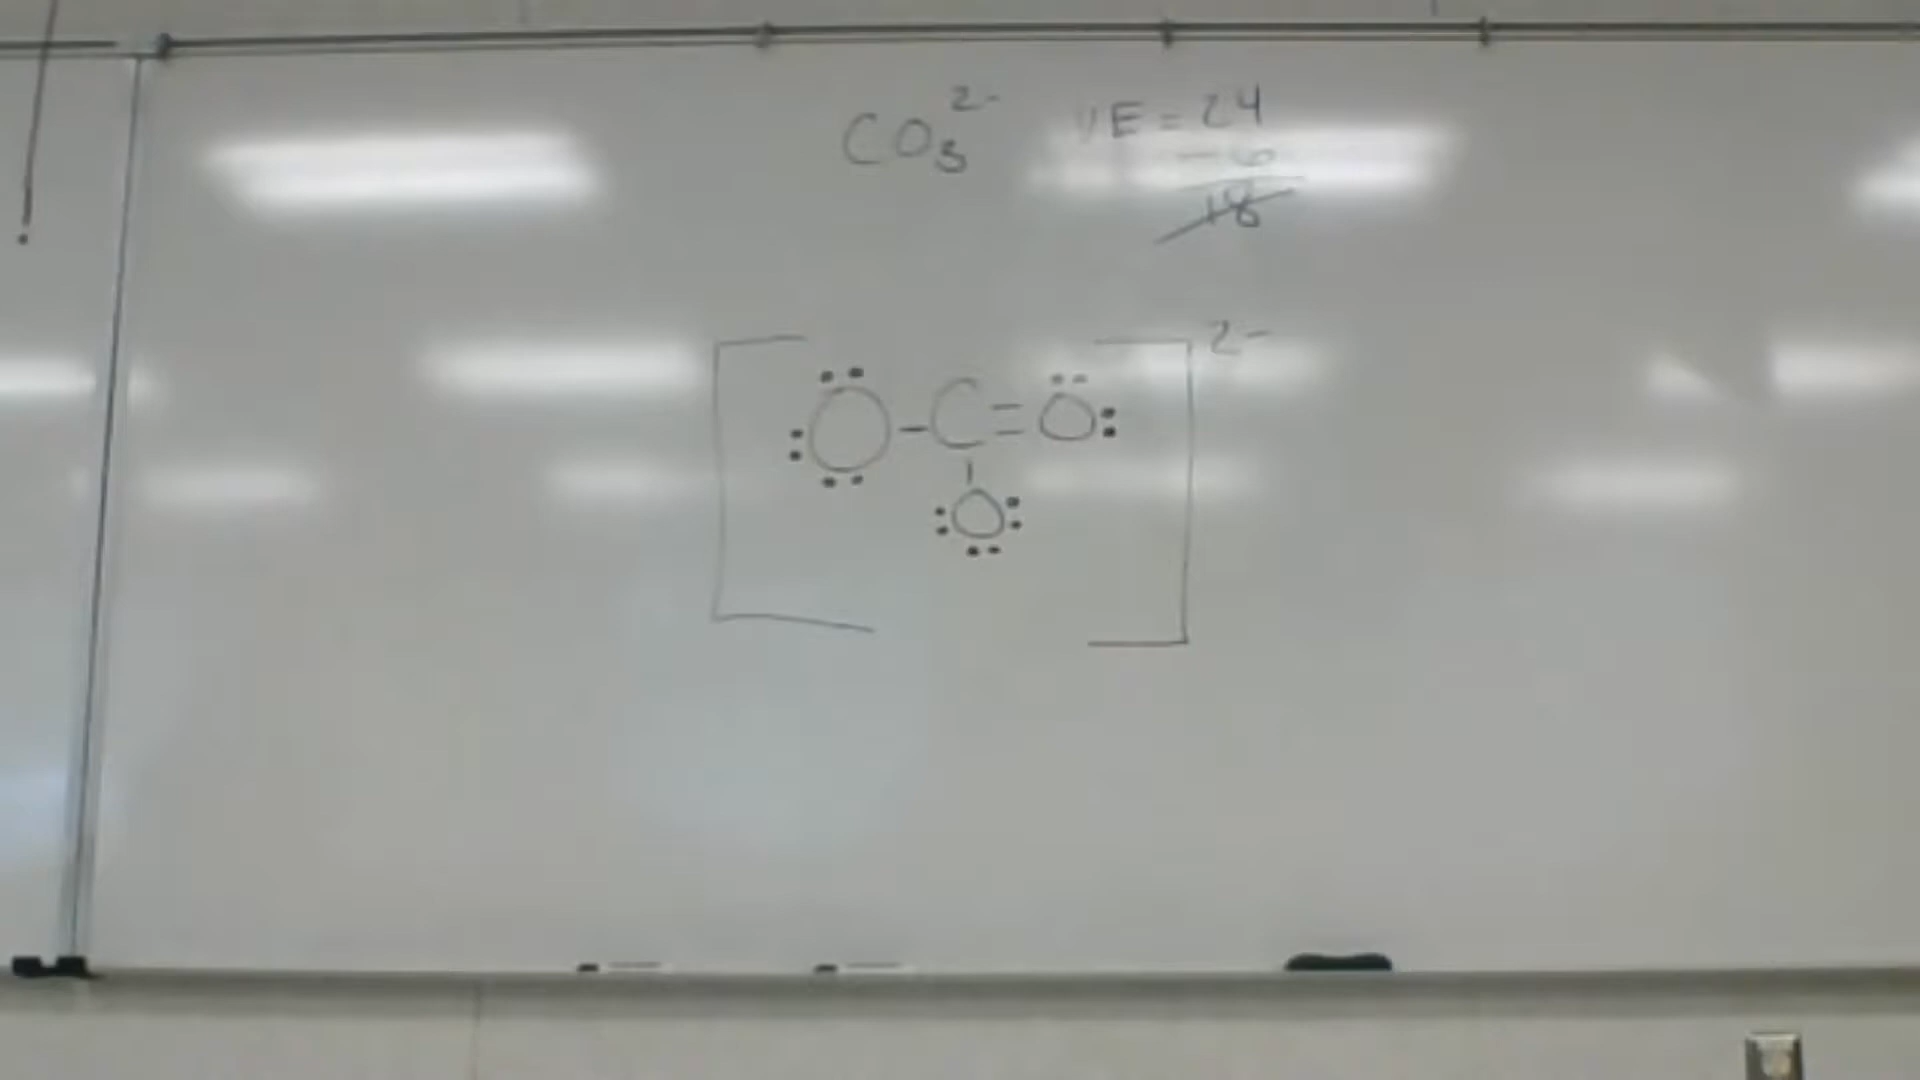 CO₃²⁻ VE = 24
- 6
18
[O - C = O]²⁻
|
O